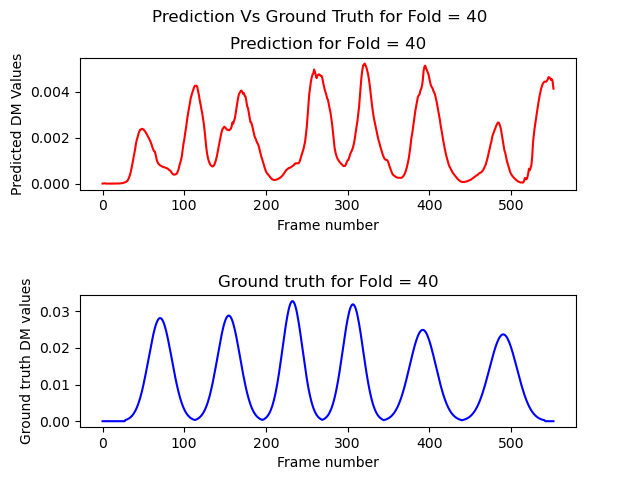 Prediction Vs Ground Truth for Fold = 40
Prediction for Fold = 40
Predicted DM Values
0.004
0.002
0.000
0 100 200 300 400 500
Frame number
Ground truth for Fold = 40
Ground truth DM values
0.03
0.02
0.01
0.00
0 100 200 300 400 500
Frame number